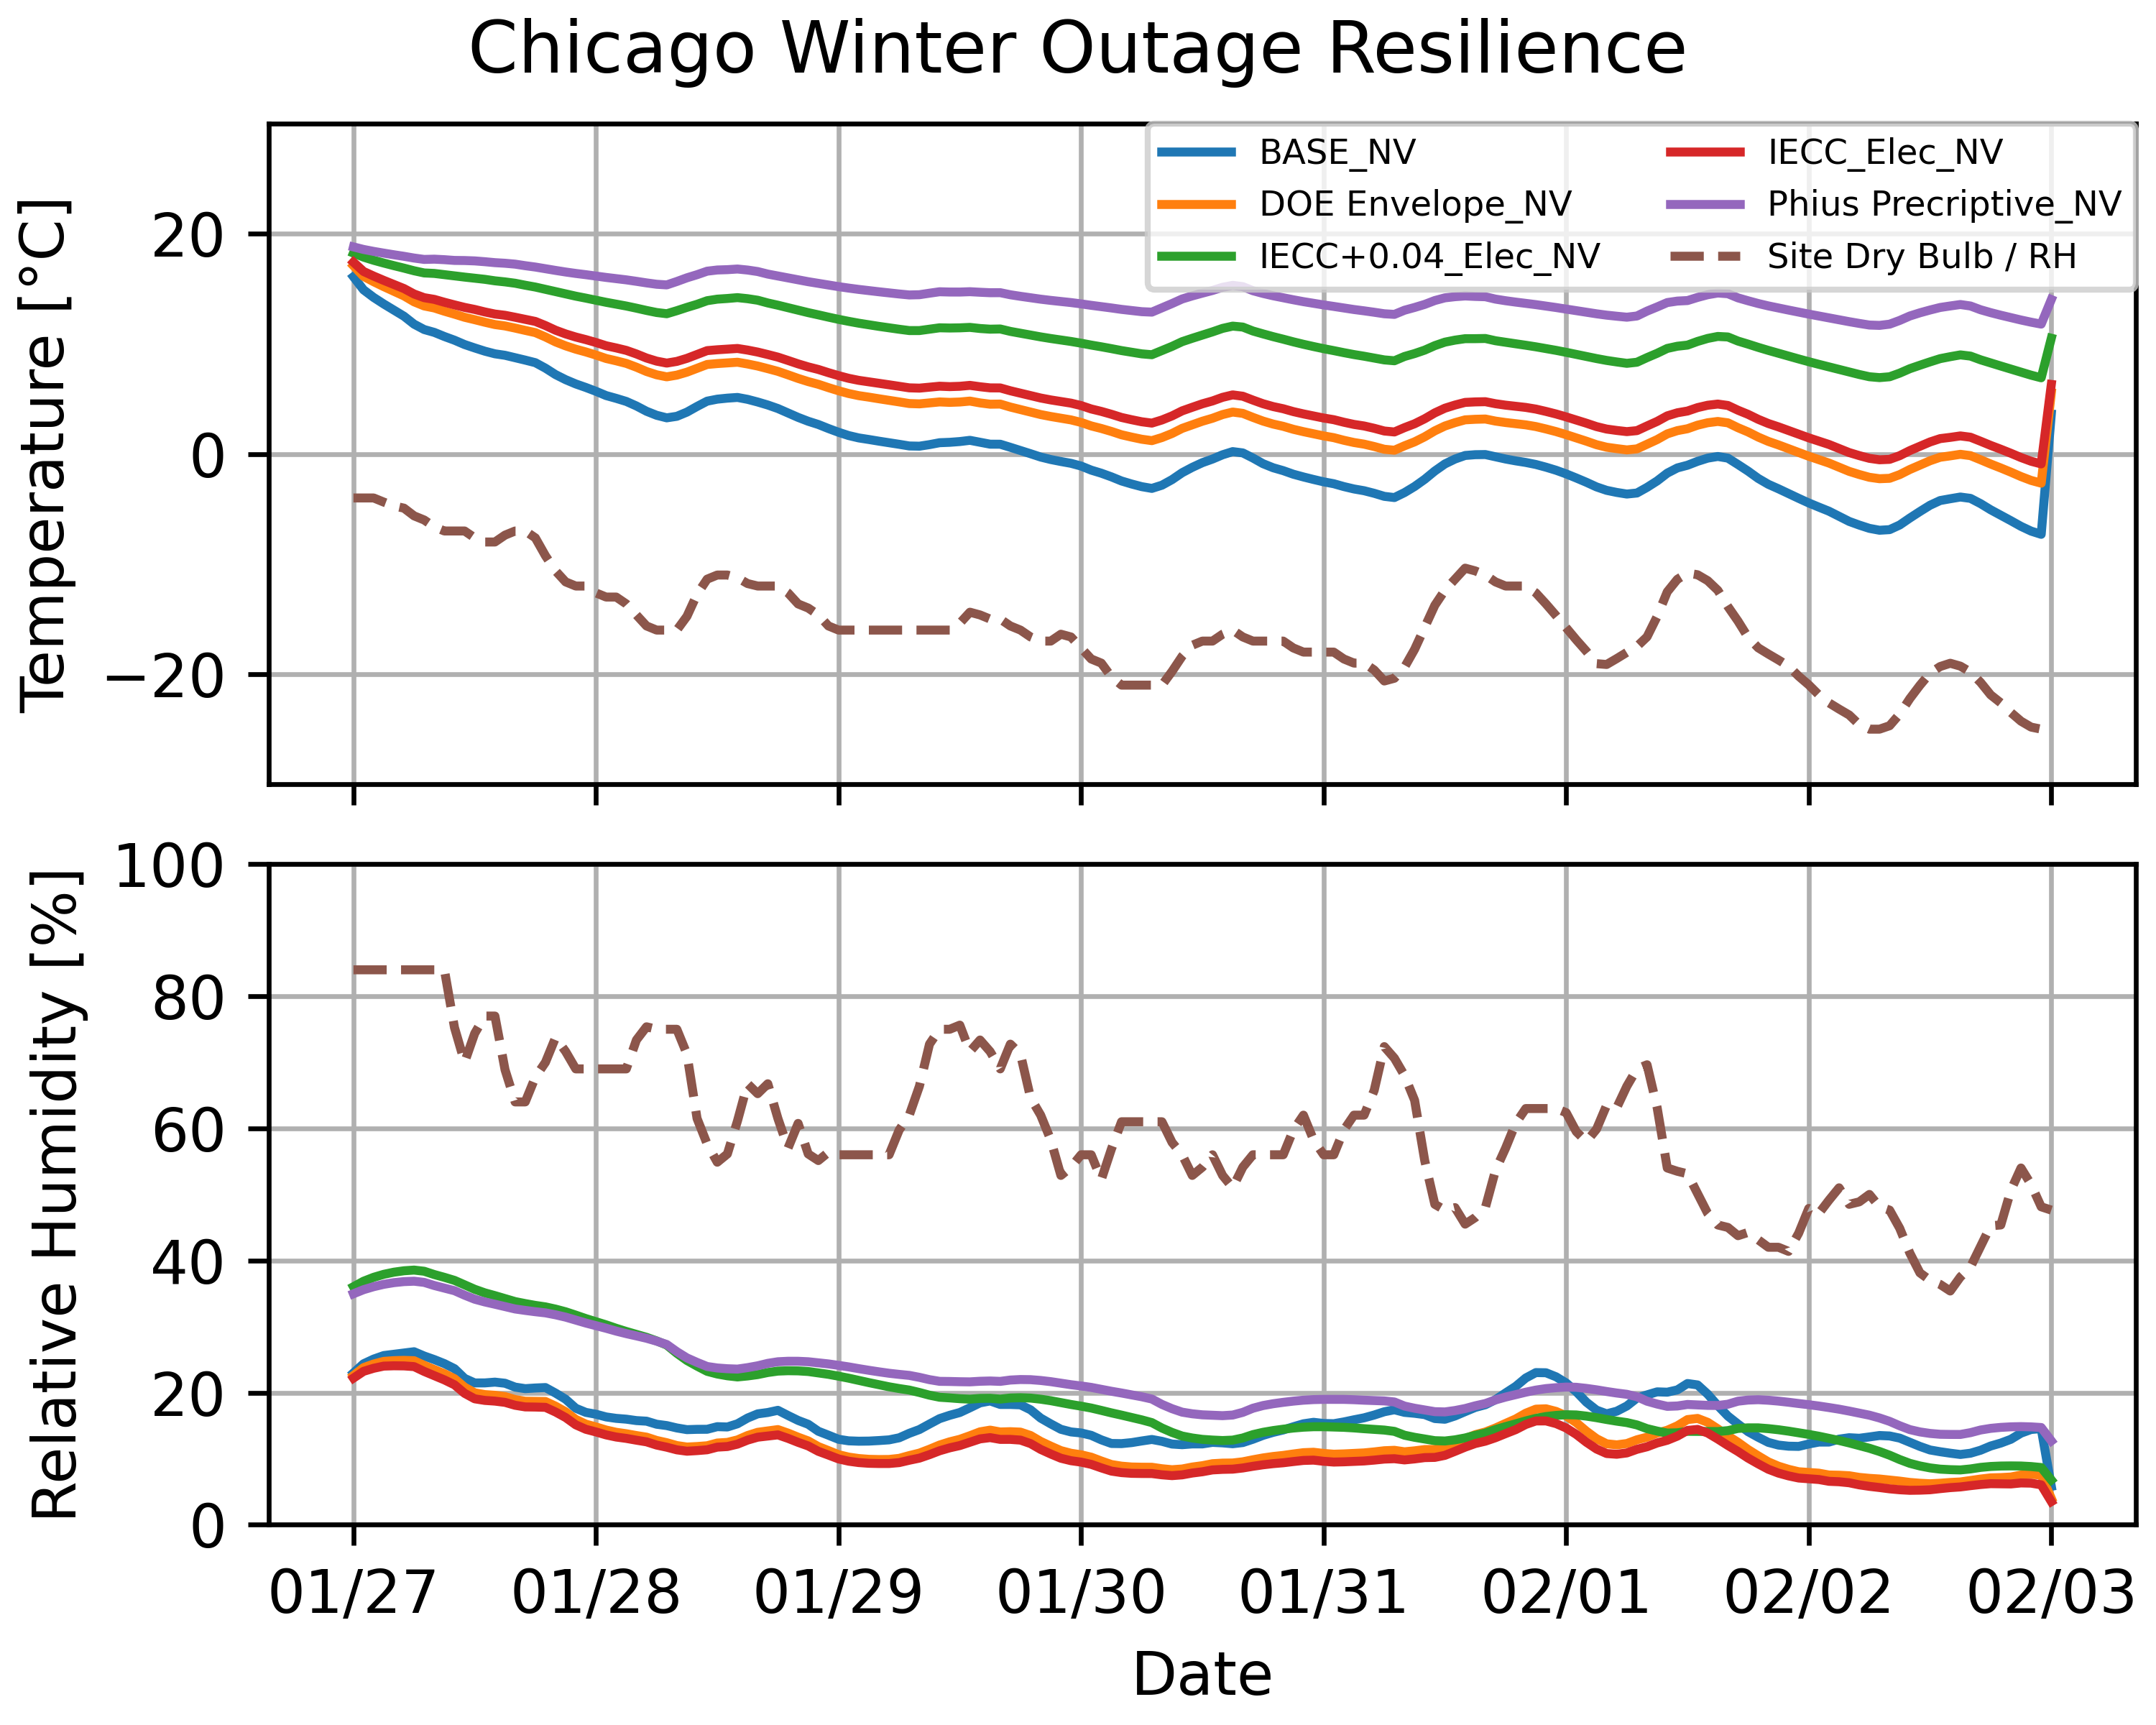 Chicago Winter Outage Resilience
BASE_NV
DOE Envelope_NV
IECC+0.04_Elec_NV
IECC_Elec_NV
Phius Precriptive_NV
Site Dry Bulb / RH
Temperature [°C]
20
0
−20
Relative Humidity [%]
100
80
60
40
20
0
01/27 01/28 01/29 01/30 01/31 02/01 02/02 02/03
Date